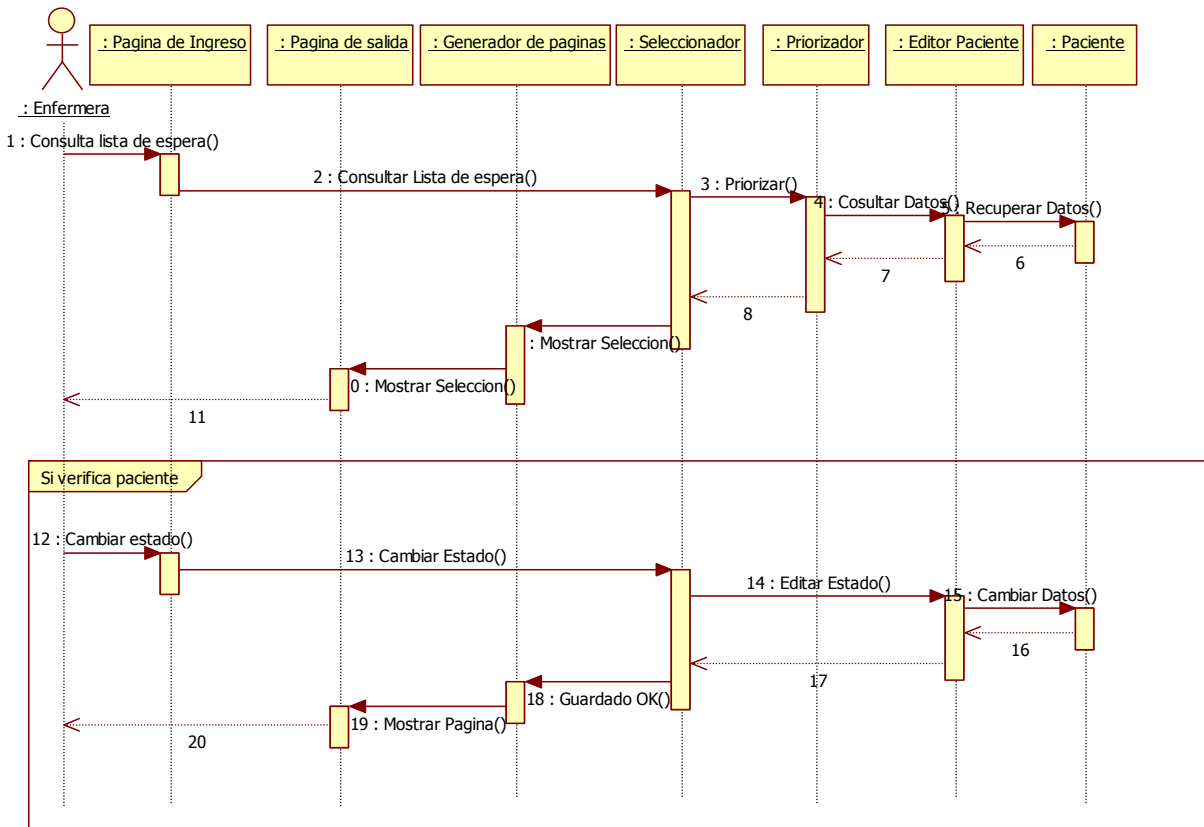 : Enfermera
: Pagina de Ingreso
: Pagina de salida
: Generador de paginas
: Seleccionador
: Priorizador
: Editor Paciente
: Paciente
1 : Consulta lista de espera()
2 : Consultar Lista de espera()
3 : Priorizar()
4 : Cosultar Datos()
5 : Recuperar Datos()
6
7
8
: Mostrar Seleccion()
0 : Mostrar Seleccion()
11
Si verifica paciente
12 : Cambiar estado()
13 : Cambiar Estado()
14 : Editar Estado()
15 : Cambiar Datos()
16
17
18 : Guardado OK()
19 : Mostrar Pagina()
20